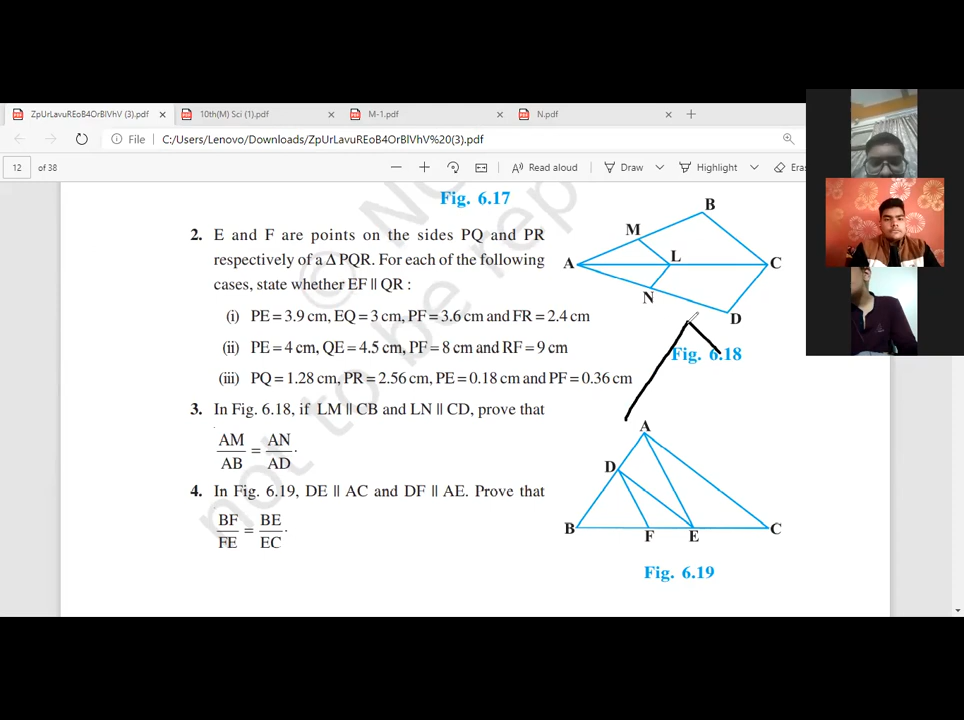 ZpUrLavuREoB4OrBlVhV (3).pdf
10th(M) Sci (1).pdf
M-1.pdf
N.pdf
File
C:/Users/Lenovo/Downloads/ZpUrLavuREoB4OrBlVhV%20(3).pdf
12 of 38
Read aloud
Draw
Highlight
Eras
Fig. 6.17
2. E and F are points on the sides PQ and PR
respectively of a Δ PQR. For each of the following
cases, state whether EF || QR :
(i) PE = 3.9 cm, EQ = 3 cm, PF = 3.6 cm and FR = 2.4 cm
(ii) PE = 4 cm, QE = 4.5 cm, PF = 8 cm and RF = 9 cm
(iii) PQ = 1.28 cm, PR = 2.56 cm, PE = 0.18 cm and PF = 0.36 cm
3. In Fig. 6.18, if LM || CB and LN || CD, prove that
AM/AB = AN/AD.
4. In Fig. 6.19, DE || AC and DF || AE. Prove that
BF/FE = BE/EC.
B
M
A
L
C
N
D
Fig. 6.18
A
D
B
F
E
C
Fig. 6.19
© N
not to be rep